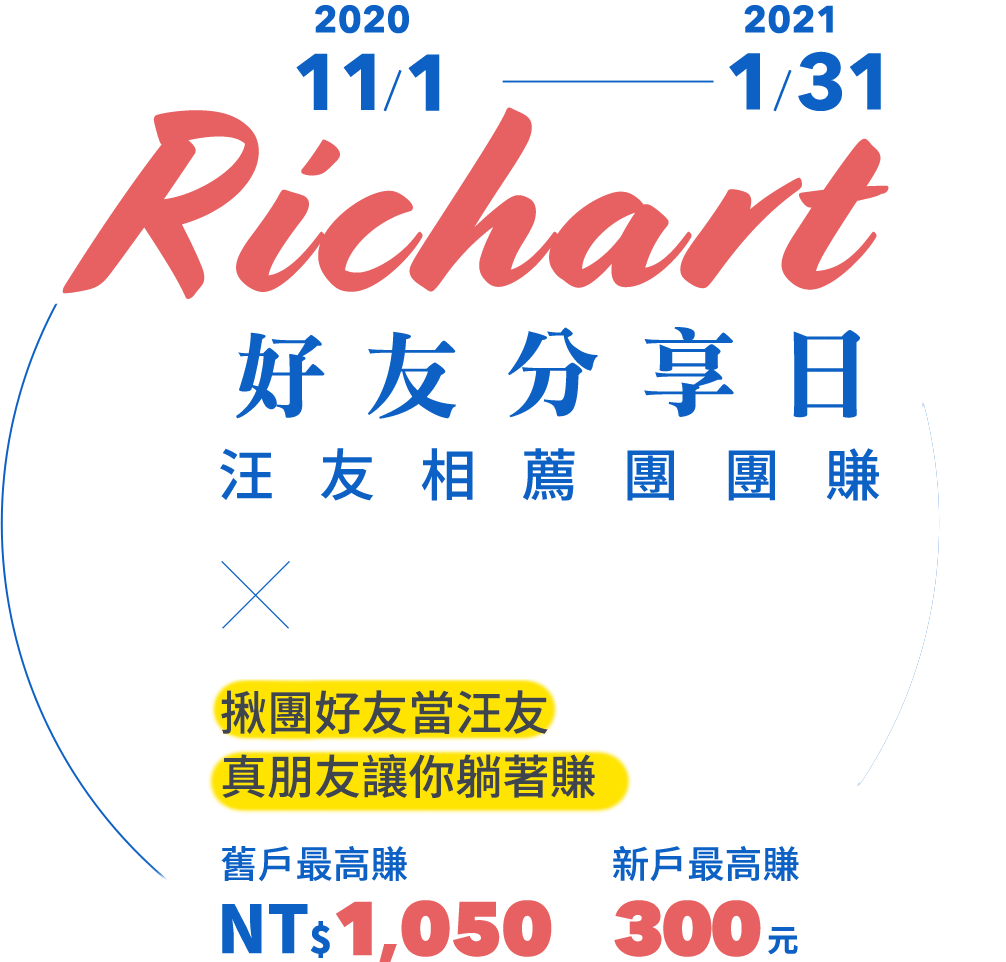 2020 2021
11/1 1/31
Richart
好友分享日
汪友相薦團團賺
揪團好友當汪友
真朋友讓你躺著賺
舊戶最高賺 新戶最高賺
NT$1,050 300元